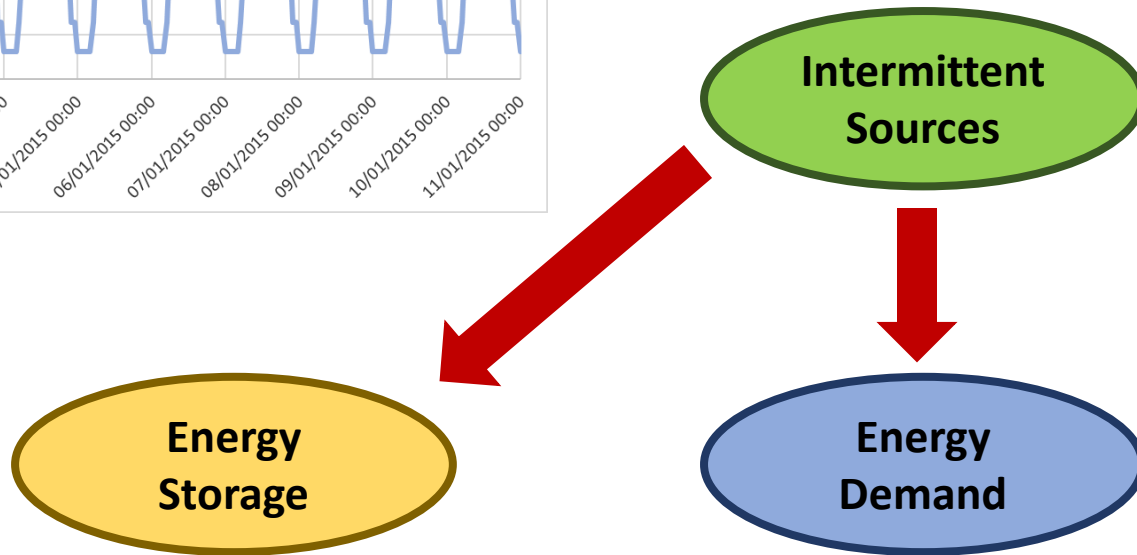 06/01/2015 00:00
07/01/2015 00:00
08/01/2015 00:00
09/01/2015 00:00
10/01/2015 00:00
11/01/2015 00:00
Intermittent
Sources
Energy
Storage
Energy
Demand